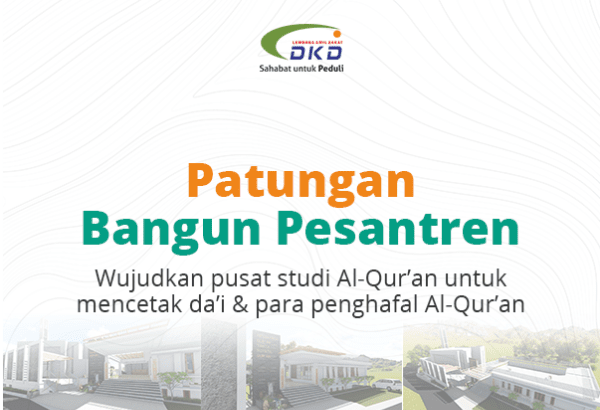 LEMBAGA AMIL ZAKAT
DKD
Sahabat untuk Peduli
Patungan
Bangun Pesantren
Wujudkan pusat studi Al-Qur’an untuk
mencetak da’i & para penghafal Al-Qur’an